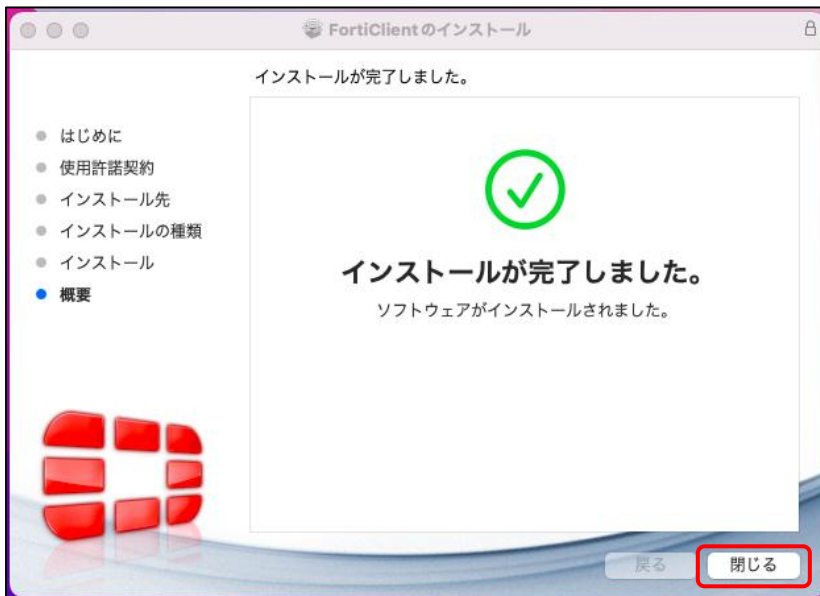 FortiClientのインストール
インストールが完了しました。
はじめに
使用許諾契約
インストール先
インストールの種類
インストール
概要
インストールが完了しました。
ソフトウェアがインストールされました。
戻る
閉じる